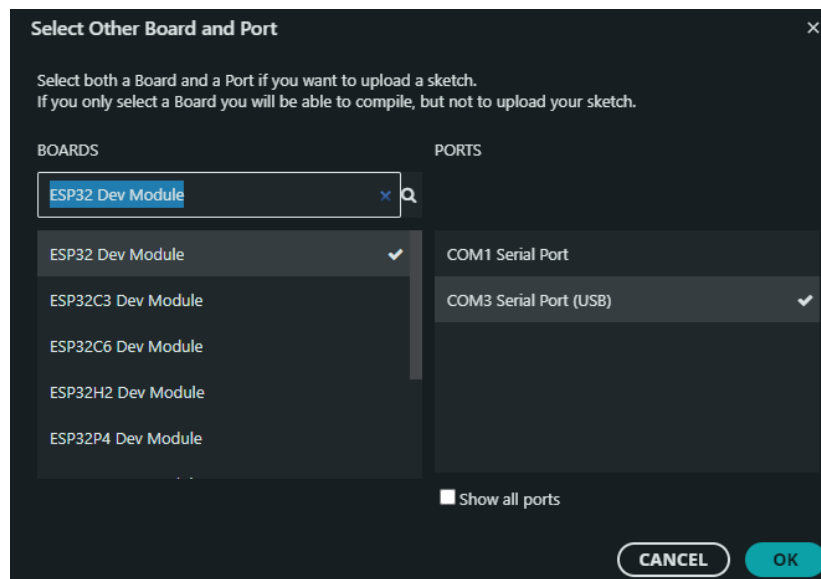 Select Other Board and Port
Select both a Board and a Port if you want to upload a sketch.
If you only select a Board you will be able to compile, but not to upload your sketch.
BOARDS
ESP32 Dev Module
ESP32 Dev Module
ESP32C3 Dev Module
ESP32C6 Dev Module
ESP32H2 Dev Module
ESP32P4 Dev Module
PORTS
COM1 Serial Port
COM3 Serial Port (USB)
Show all ports
CANCEL
OK